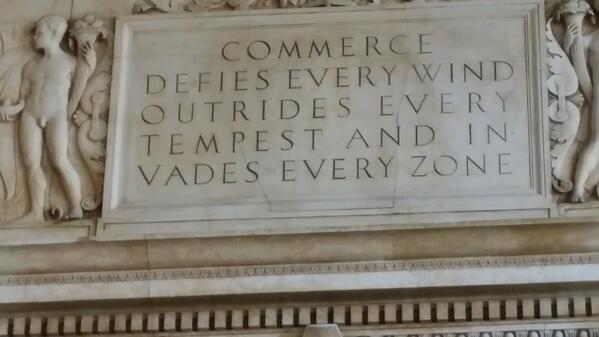 COMMERCE
DEFIES EVERY WIND
OUTRIDES EVERY
TEMPEST AND IN
VADES EVERY ZONE